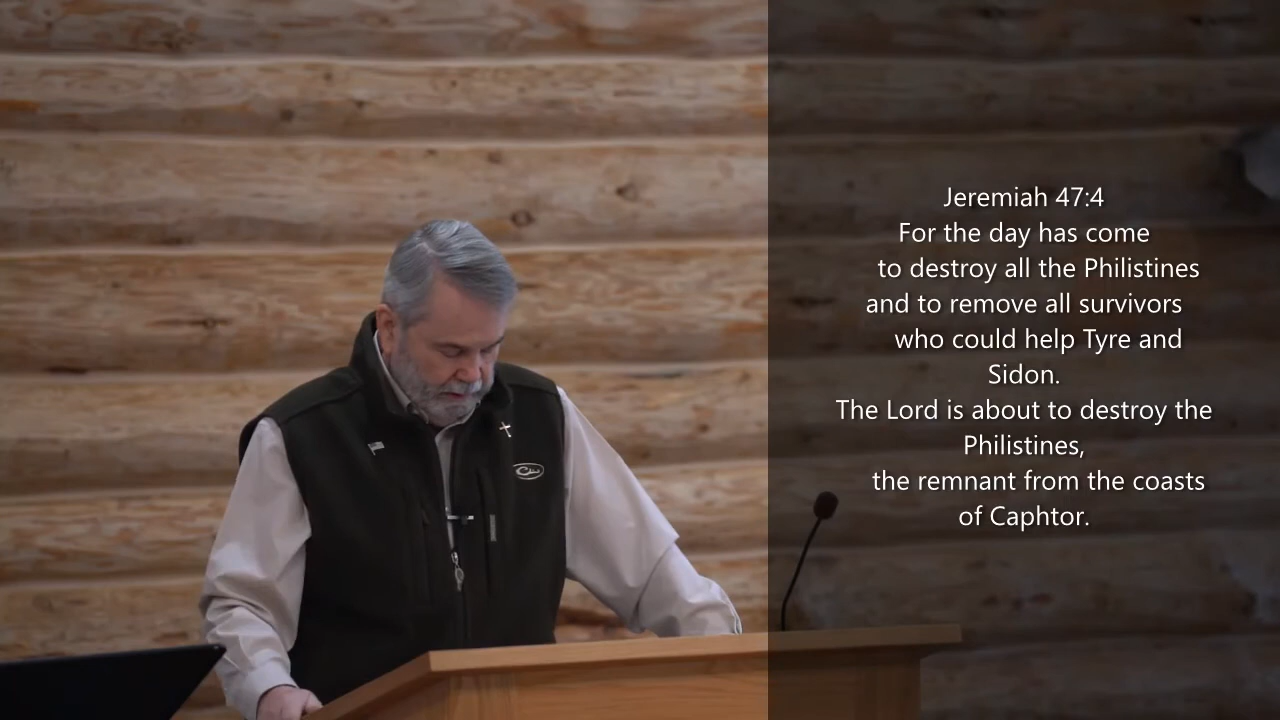 Jeremiah 47:4
For the day has come
to destroy all the Philistines
and to remove all survivors
who could help Tyre and
Sidon.
The Lord is about to destroy the
Philistines,
the remnant from the coasts
of Caphtor.